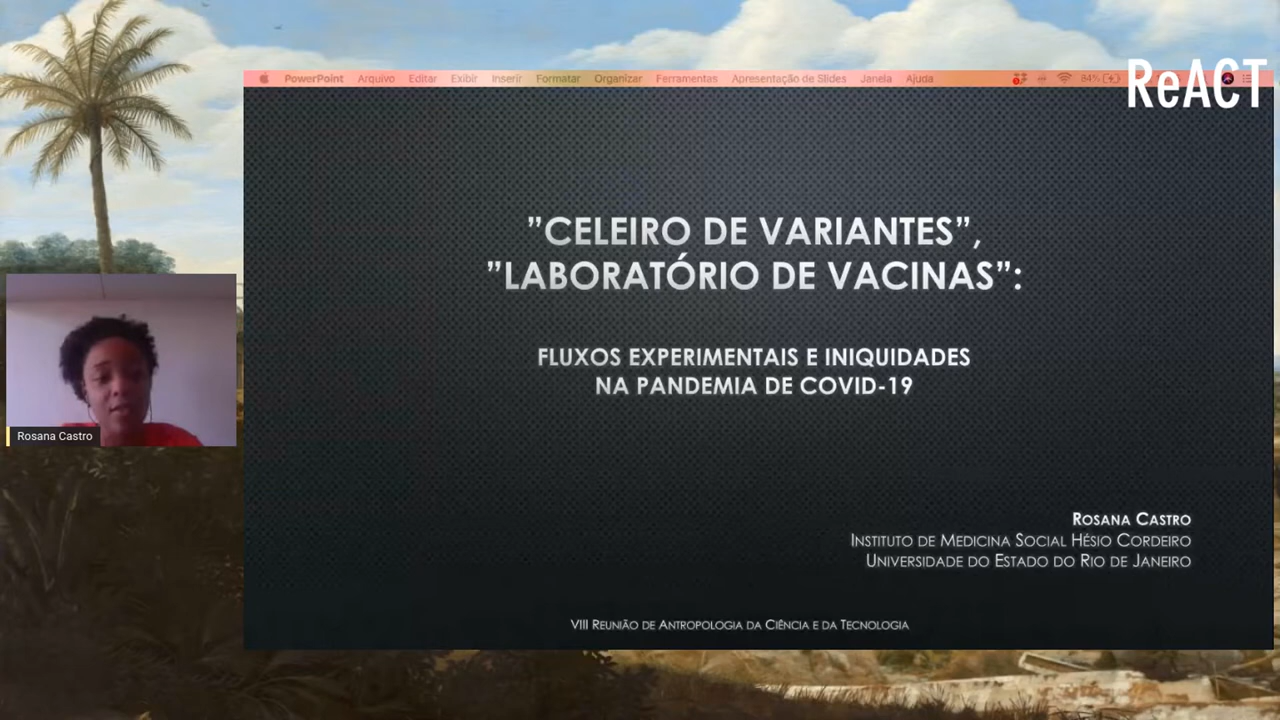 PowerPoint Arquivo Editar Exibir Inserir Formatar Organizar Ferramentas Apresentação de Slides Janela Ajuda 84%
ReACT
”CELEIRO DE VARIANTES”,
”LABORATÓRIO DE VACINAS”:
FLUXOS EXPERIMENTAIS E INIQUIDADES
NA PANDEMIA DE COVID-19
Rosana Castro
ROSANA CASTRO
INSTITUTO DE MEDICINA SOCIAL HÉSIO CORDEIRO
UNIVERSIDADE DO ESTADO DO RIO DE JANEIRO
VIII REUNIÃO DE ANTROPOLOGIA DA CIÊNCIA E DA TECNOLOGIA